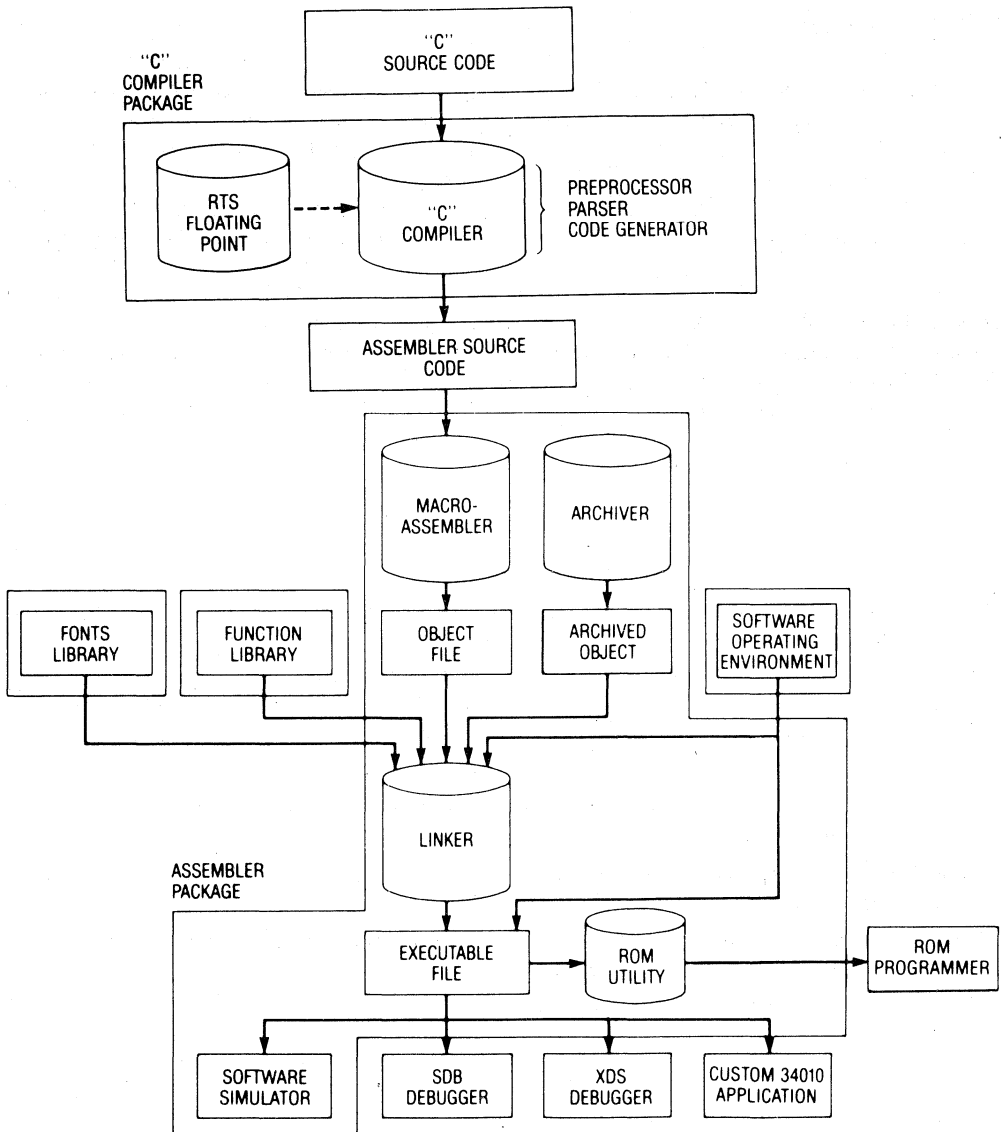 "C"
SOURCE CODE
"C"
COMPILER
PACKAGE
RTS
FLOATING
POINT
"C"
COMPILER
PREPROCESSOR
PARSER
CODE GENERATOR
ASSEMBLER SOURCE
CODE
MACRO-
ASSEMBLER
ARCHIVER
FONTS
LIBRARY
FUNCTION
LIBRARY
OBJECT
FILE
ARCHIVED
OBJECT
SOFTWARE
OPERATING
ENVIRONMENT
LINKER
ASSEMBLER
PACKAGE
EXECUTABLE
FILE
ROM
UTILITY
ROM
PROGRAMMER
SOFTWARE
SIMULATOR
SDB
DEBUGGER
XDS
DEBUGGER
CUSTOM 34010
APPLICATION